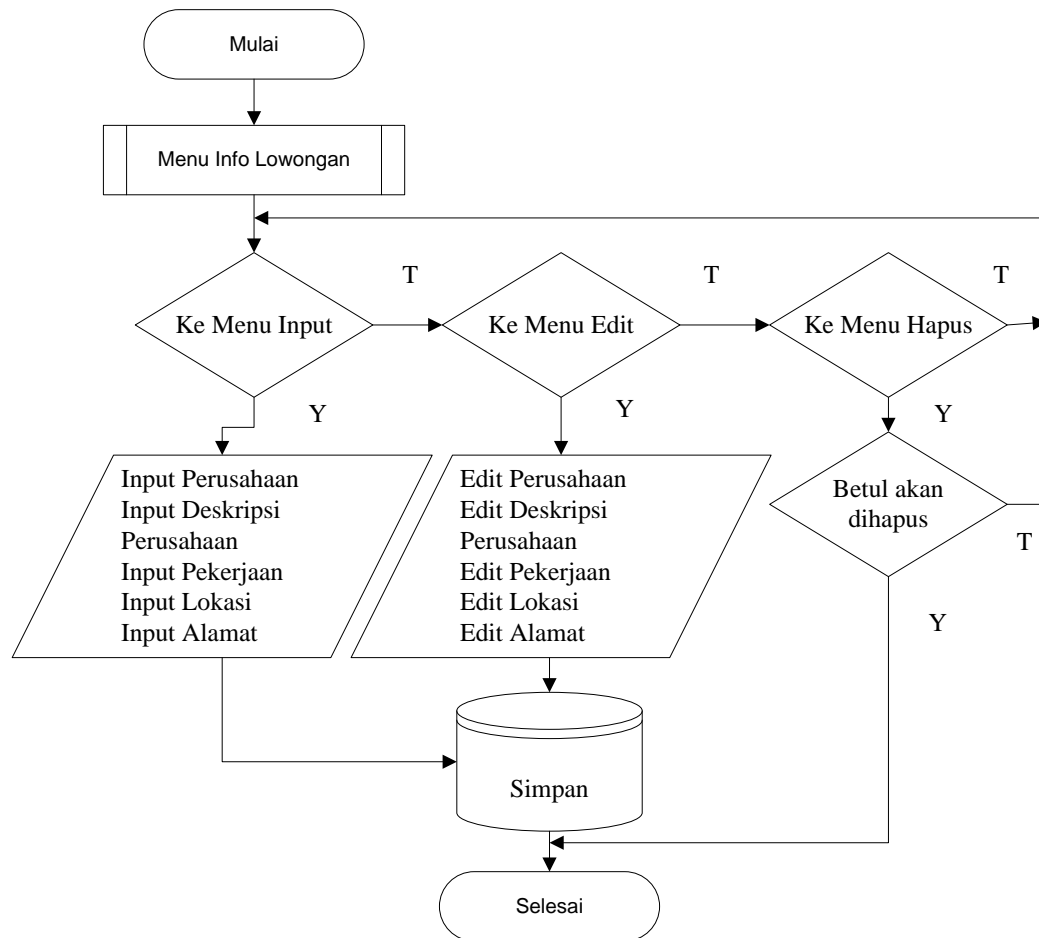 Mulai
Menu Info Lowongan
Ke Menu Input
T
Ke Menu Edit
T
Ke Menu Hapus
T
Y
Y
Y
Input Perusahaan
Input Deskripsi
Perusahaan
Input Pekerjaan
Input Lokasi
Input Alamat
Edit Perusahaan
Edit Deskripsi
Perusahaan
Edit Pekerjaan
Edit Lokasi
Edit Alamat
Betul akan
dihapus
T
Y
Simpan
Selesai